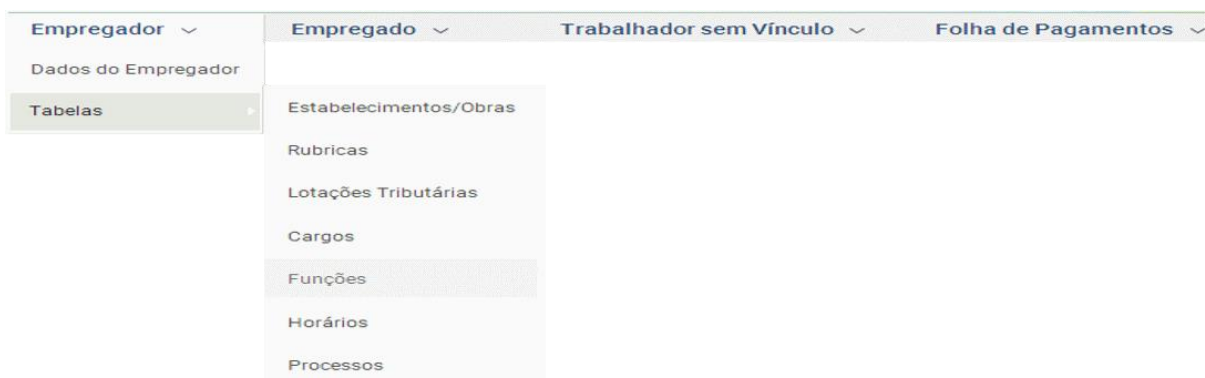 Empregador Empregado Trabalhador sem Vínculo Folha de Pagamentos
Dados do Empregador
Tabelas
Estabelecimentos/Obras
Rubricas
Lotações Tributárias
Cargos
Funções
Horários
Processos